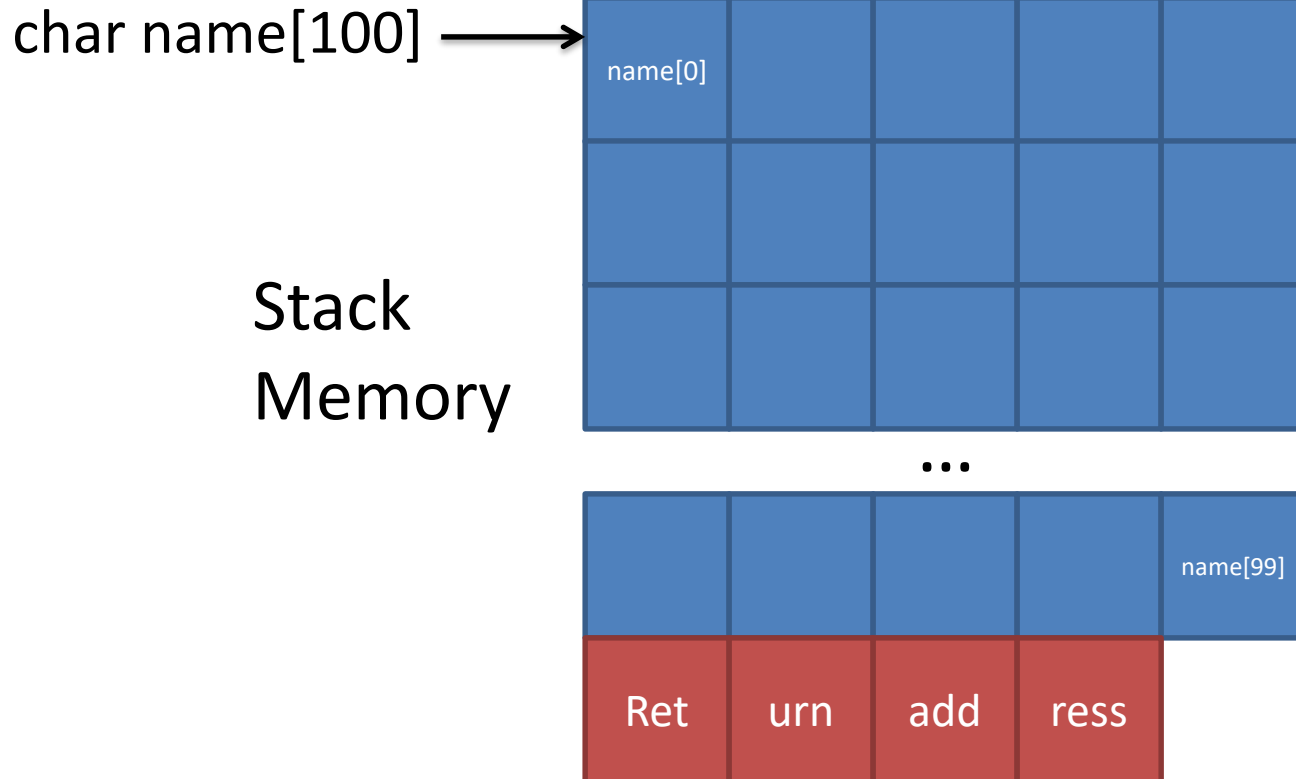 char name[100]
name[0]
Stack
Memory
...
name[99]
Ret urn add ress